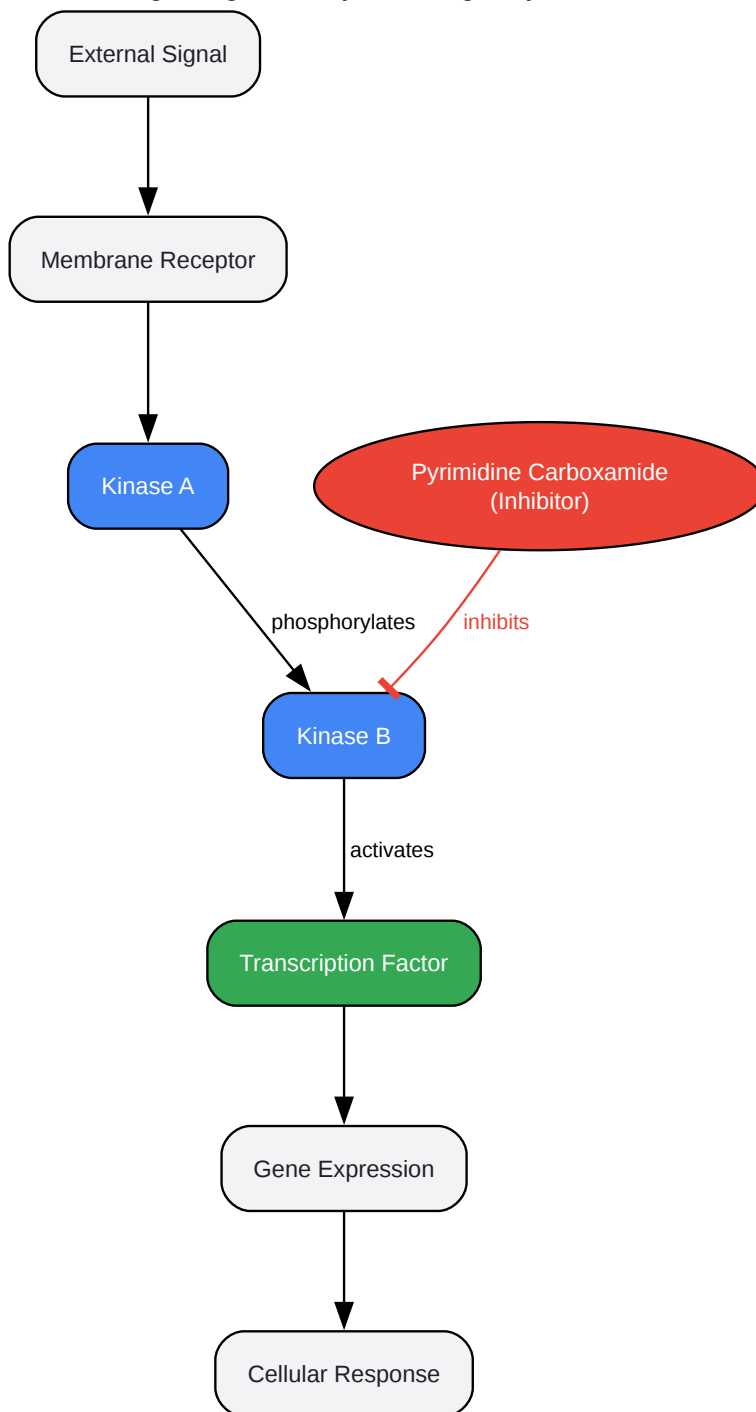 External Signal
Membrane Receptor
Kinase A
Pyrimidine Carboxamide
(Inhibitor)
phosphorylates
inhibits
Kinase B
activates
Transcription Factor
Gene Expression
Cellular Response